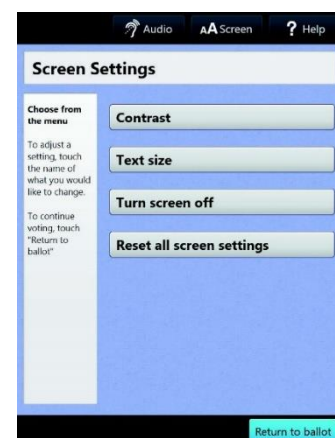 Audio
AA Screen
? Help
Screen Settings
Choose from
the menu
To adjust a
setting, touch
the name of
what you would
like to change.
To continue
voting, touch
"Return to
ballot"
Contrast
Text size
Turn screen off
Reset all screen settings
Return to ballot